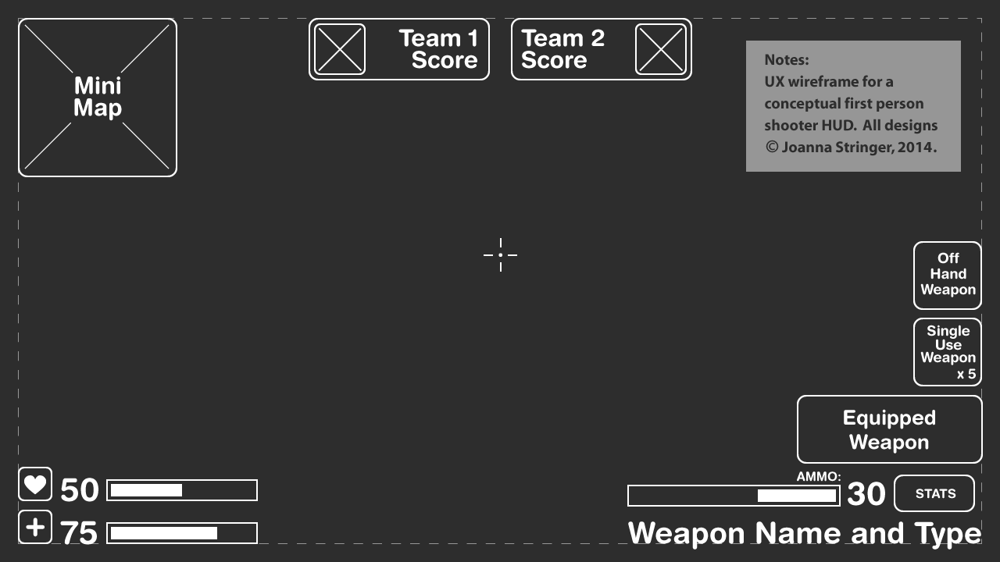 Mini
Map
Team 1
Score
Team 2
Score
Notes:
UX wireframe for a
conceptual first person
shooter HUD. All designs
© Joanna Stringer, 2014.
Off
Hand
Weapon
Single
Use
Weapon
x 5
Equipped
Weapon
50
75
AMMO:
30
STATS
Weapon Name and Type